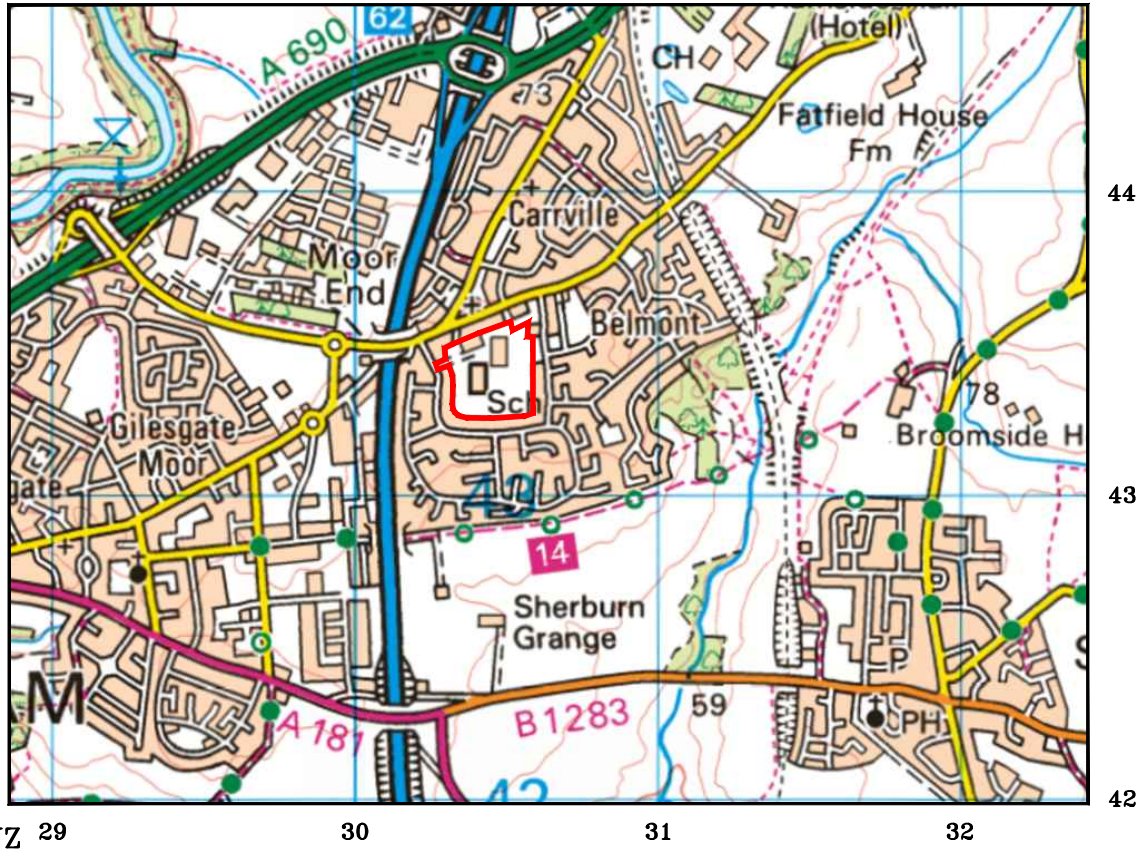 62
A 690
(Hotel)
CH
73
Fatfield House
Fm
44
Carrville
Moor
End
Belmont
Sch
78
Gilesgate
Moor
Broomside H
gate
43
43
14
Sherburn
Grange
P
M
59
A 181
B1283
PH
42
42
29
30
31
32